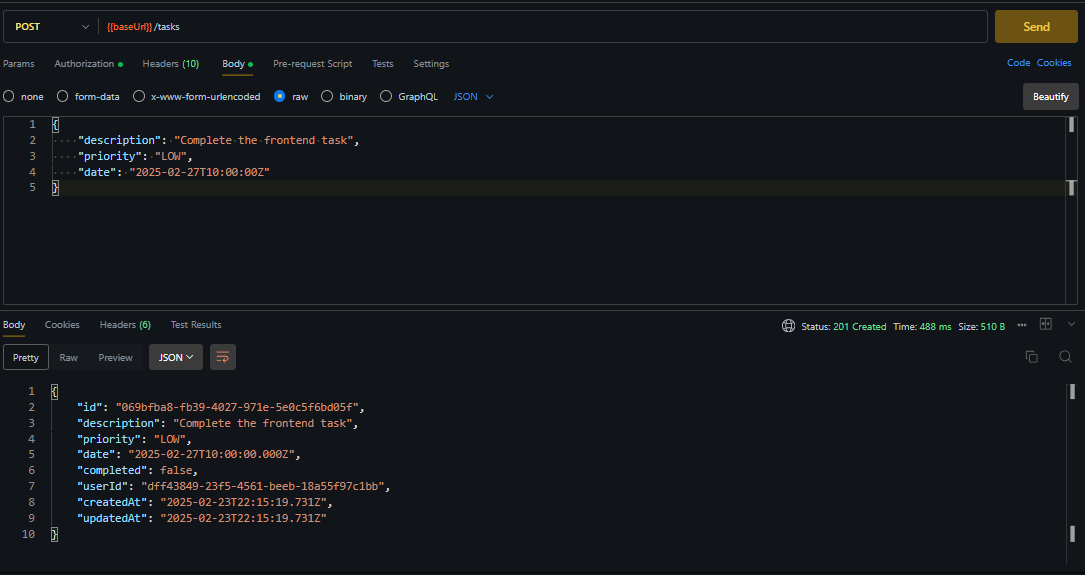 POST {{baseUrl}}/tasks Send
Params Authorization Headers (10) Body Pre-request Script Tests Settings Code Cookies
none form-data x-www-form-urlencoded raw binary GraphQL JSON Beautify
1 {
2 "description": "Complete the frontend task",
3 "priority": "LOW",
4 "date": "2025-02-27T10:00:00Z"
5 }
Body Cookies Headers (6) Test Results Status: 201 Created Time: 488 ms Size: 510 B
Pretty Raw Preview JSON
1 {
2 "id": "069bfba8-fb39-4027-971e-5e0c5f6bd05f",
3 "description": "Complete the frontend task",
4 "priority": "LOW",
5 "date": "2025-02-27T10:00:00.000Z",
6 "completed": false,
7 "userId": "dff43849-23f5-4561-beeb-18a55f97c1bb",
8 "createdAt": "2025-02-23T22:15:19.731Z",
9 "updatedAt": "2025-02-23T22:15:19.731Z"
10 }